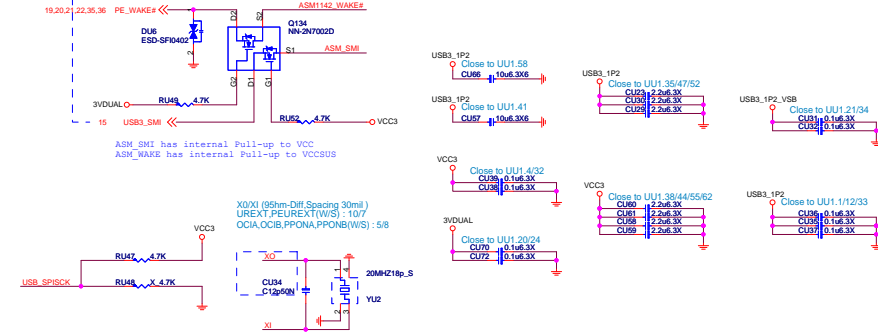 19,20,21,22,35,36 PE_WAKE#
D2
S2
ASM1142_WAKE#
DU6
ESD-SFI0402
1
2
Q134
NN-2N7002D
S1
ASM_SMI
G2
D1
G1
3VDUAL
RU49
4.7K
15 USB3_SMI
RU52
4.7K
VCC3
ASM_SMI has internal Pull-up to VCC
ASM_WAKE has internal Pull-up to VCCSUS
USB3_1P2
Close to UU1.58
CU66
10u6.3X6
USB3_1P2
Close to UU1.41
CU57
10u6.3X6
USB3_1P2
Close to UU1.35/47/52
CU23 2.2u6.3X
CU30 2.2u6.3X
CU29 2.2u6.3X
USB3_1P2_VSB
Close to UU1.21/34
CU31 0.1u6.3X
CU32 0.1u6.3X
VCC3
Close to UU1.4/32
CU39 0.1u6.3X
CU38 0.1u6.3X
VCC3
Close to UU1.38/44/55/62
CU60 2.2u6.3X
CU61 2.2u6.3X
CU58 2.2u6.3X
CU59 2.2u6.3X
USB3_1P2
Close to UU1.1/12/33
CU36 0.1u6.3X
CU35 0.1u6.3X
CU37 0.1u6.3X
3VDUAL
Close to UU1.20/24
CU70 0.1u6.3X
CU72 0.1u6.3X
X0/XI (95hm-Diff,Spacing 30mil )
UREXT,PEUREXT(W/S) : 10/7
OCIA,OCIB,PPONA,PPONB(W/S) : 5/8
VCC3
RU47
4.7K
USB_SPISCK
RU48
X_4.7K
XO
CU34
C12p50N
XI
1
4
2
3
20MHZ18p_S
YU2